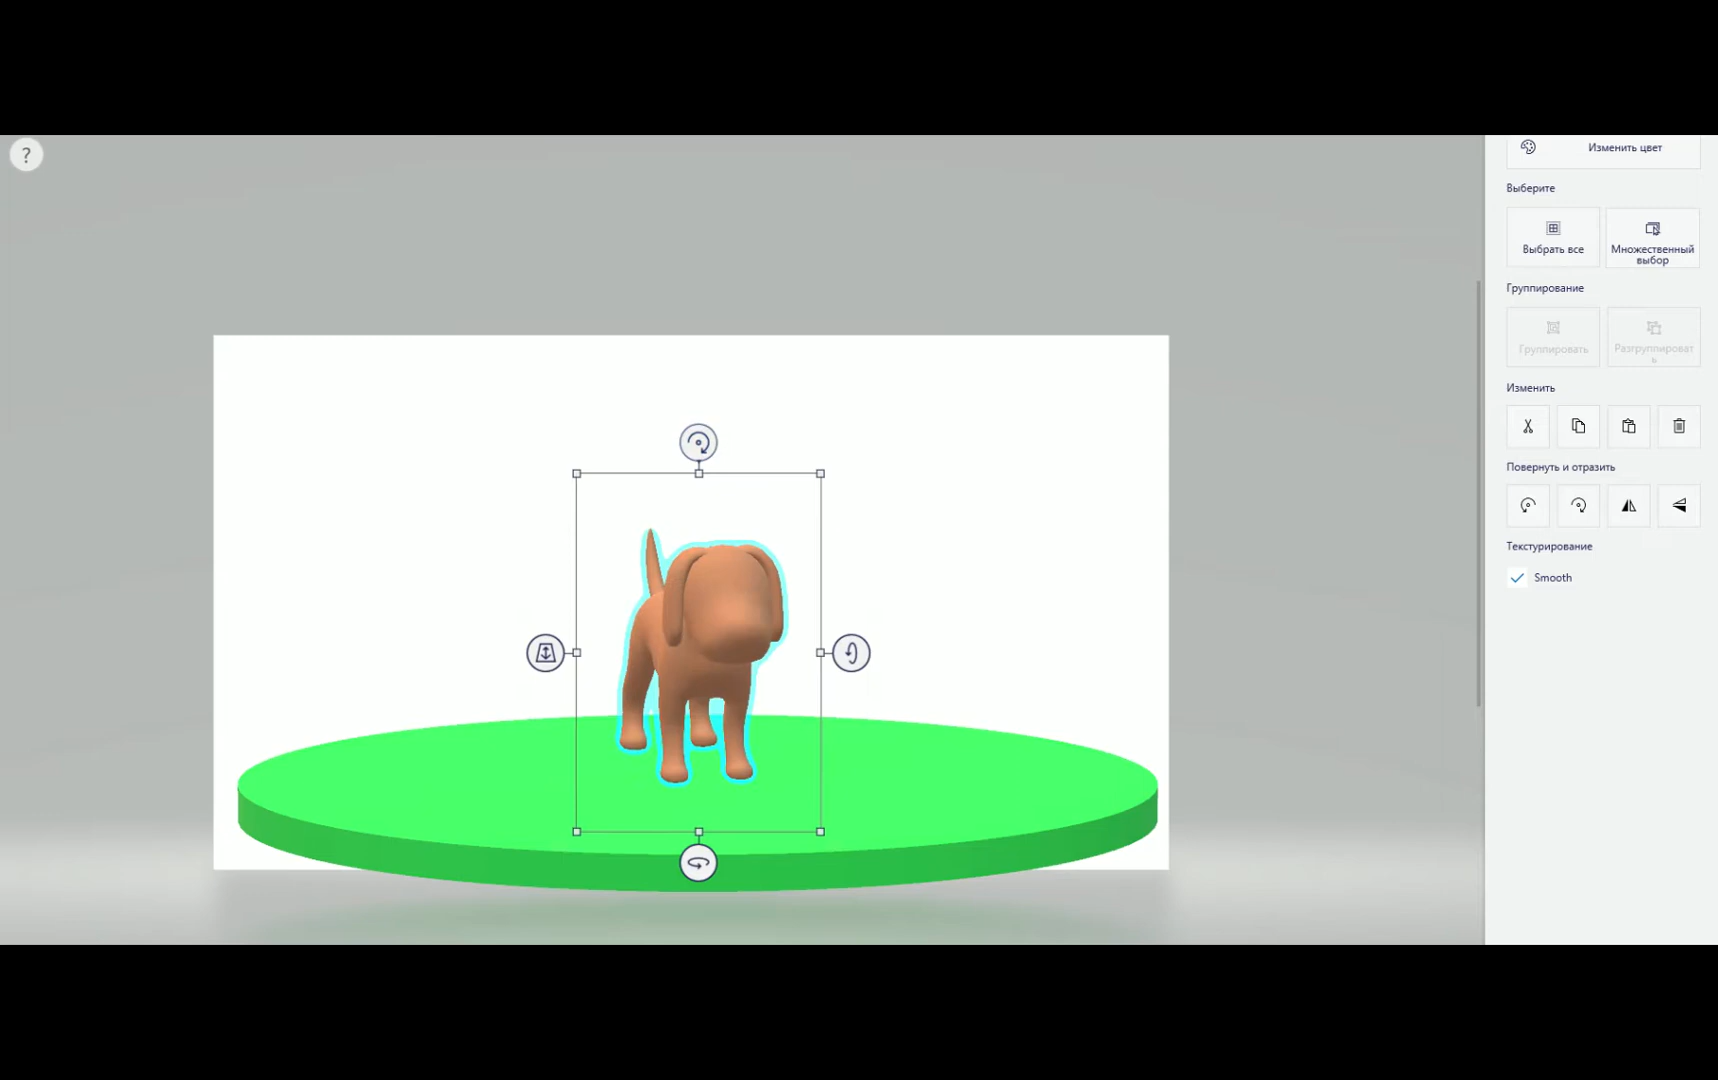 ?
Изменить цвет
Выберите
Выбрать все
Множественный
выбор
Группирование
Группировать
Разгруппироват
ь
Изменить
Повернуть и отразить
Текстурирование
Smooth